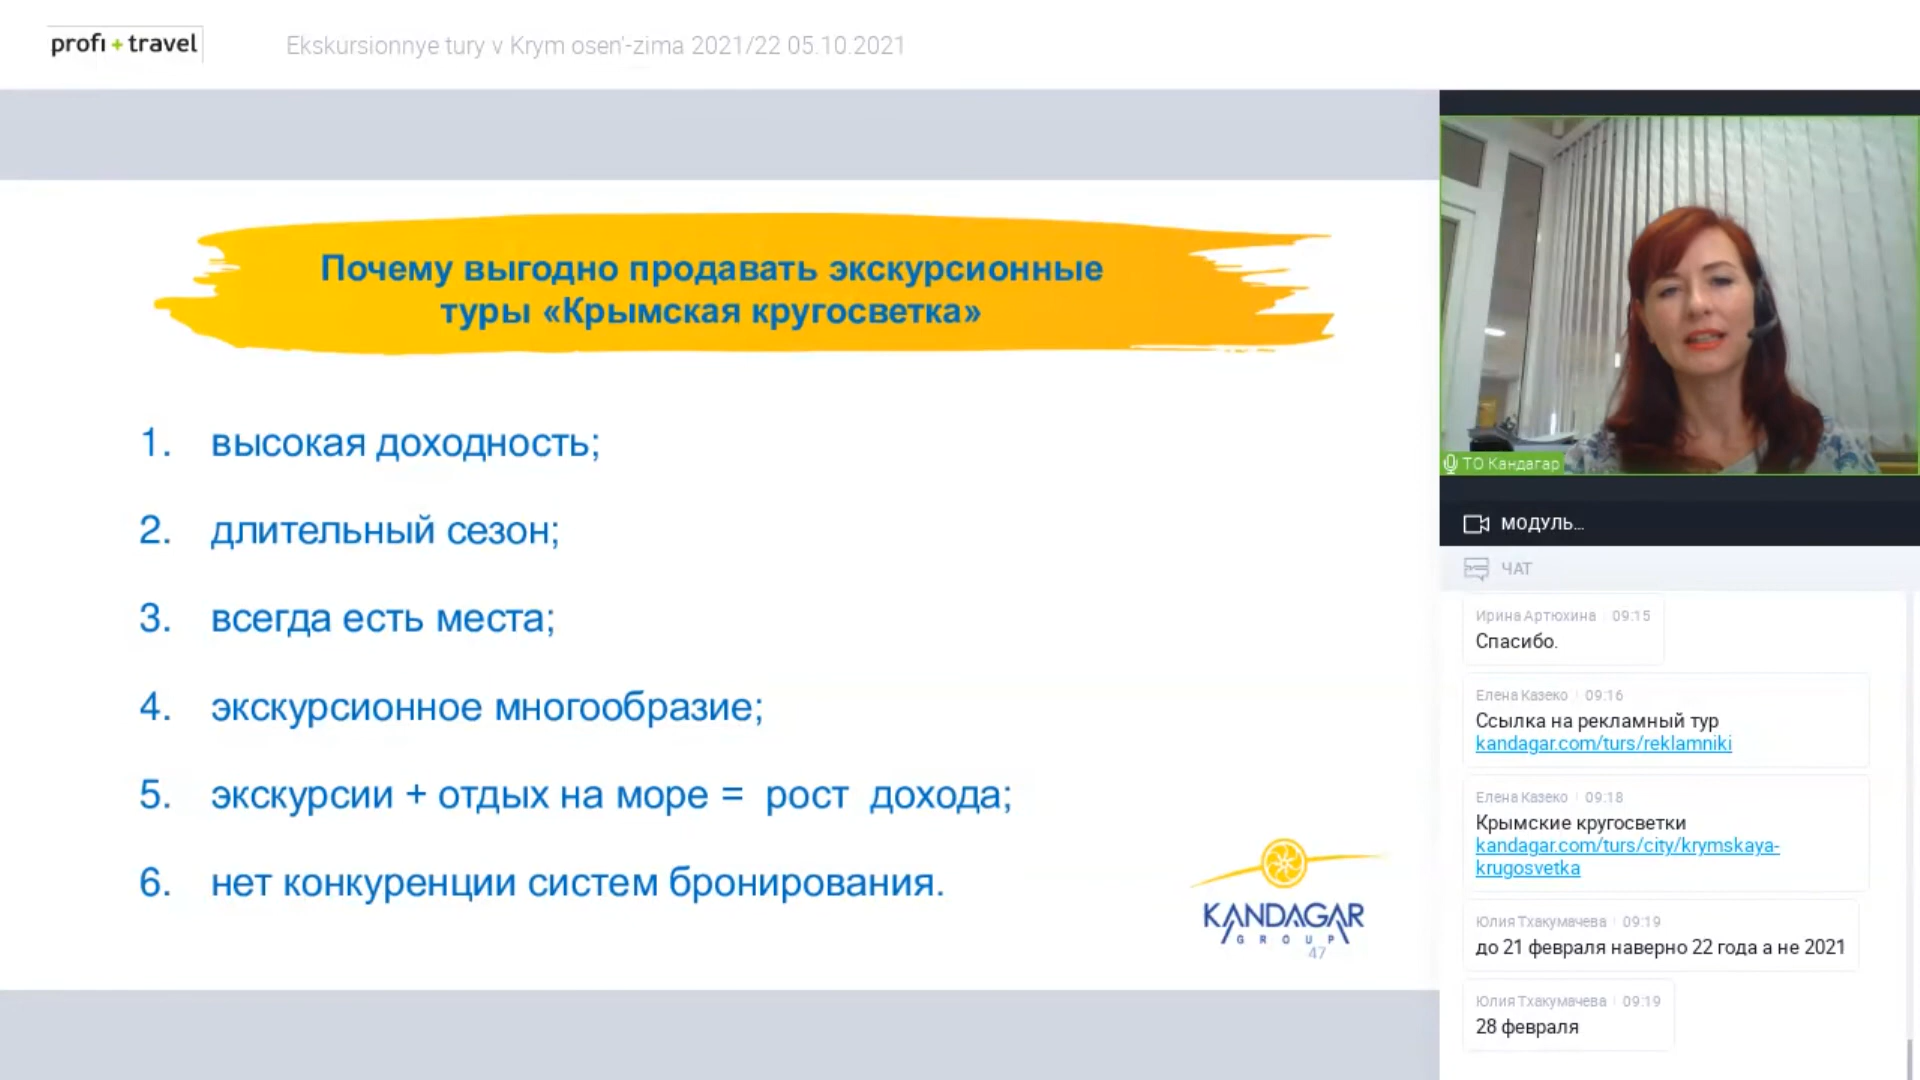 profi + travel
Ekskursionnye tury v Krym osen'-zima 2021/22 05.10.2021
Почему выгодно продавать экскурсионные
туры «Крымская кругосветка»
1. высокая доходность;
2. длительный сезон;
3. всегда есть места;
4. экскурсионное многообразие;
5. экскурсии + отдых на море = рост дохода;
6. нет конкуренции систем бронирования.
KANDAGAR
GROUP
47
ТО Кандагар
МОДУЛЬ...
ЧАТ
Ирина Артюхина 09:15
Спасибо.
Елена Казеко 09:16
Ссылка на рекламный тур
kandagar.com/turs/reklamniki
Елена Казеко 09:18
Крымские кругосветки
kandagar.com/turs/city/krymskaya-
krugosvetka
Юлия Тхакумачева 09:19
до 21 февраля наверно 22 года а не 2021
Юлия Тхакумачева 09:19
28 февраля